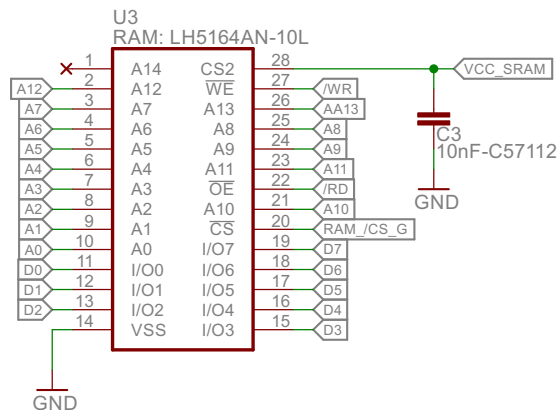 U3
RAM: LH5164AN-10L
1 A14 CS2 28 VCC_SRAM
A12 2 A12 WE 27 /WR
A7 3 A7 A13 26 AA13
A6 4 A6 A8 25 A8
A5 5 A5 A9 24 A9
A4 6 A4 A11 23 A11
A3 7 A3 OE 22 /RD
A2 8 A2 A10 21 A10
A1 9 A1 CS 20 RAM_/CS_G
A0 10 A0 I/O7 19 D7
D0 11 I/O0 I/O6 18 D6
D1 12 I/O1 I/O5 17 D5
D2 13 I/O2 I/O4 16 D4
14 VSS I/O3 15 D3
C3
10nF-C57112
GND
GND